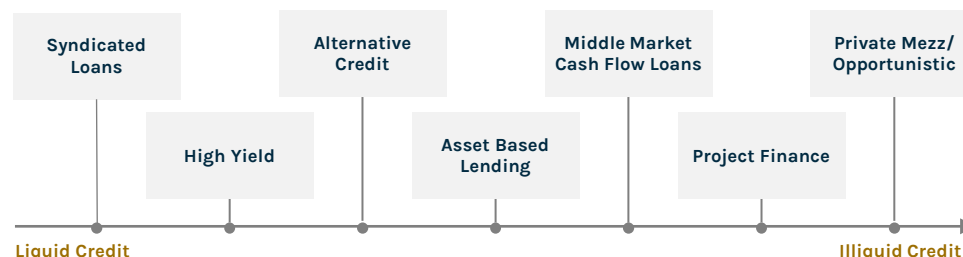 Syndicated
Loans
Alternative
Credit
Middle Market
Cash Flow Loans
Private Mezz/
Opportunistic
High Yield
Asset Based
Lending
Project Finance
Liquid Credit
Illiquid Credit